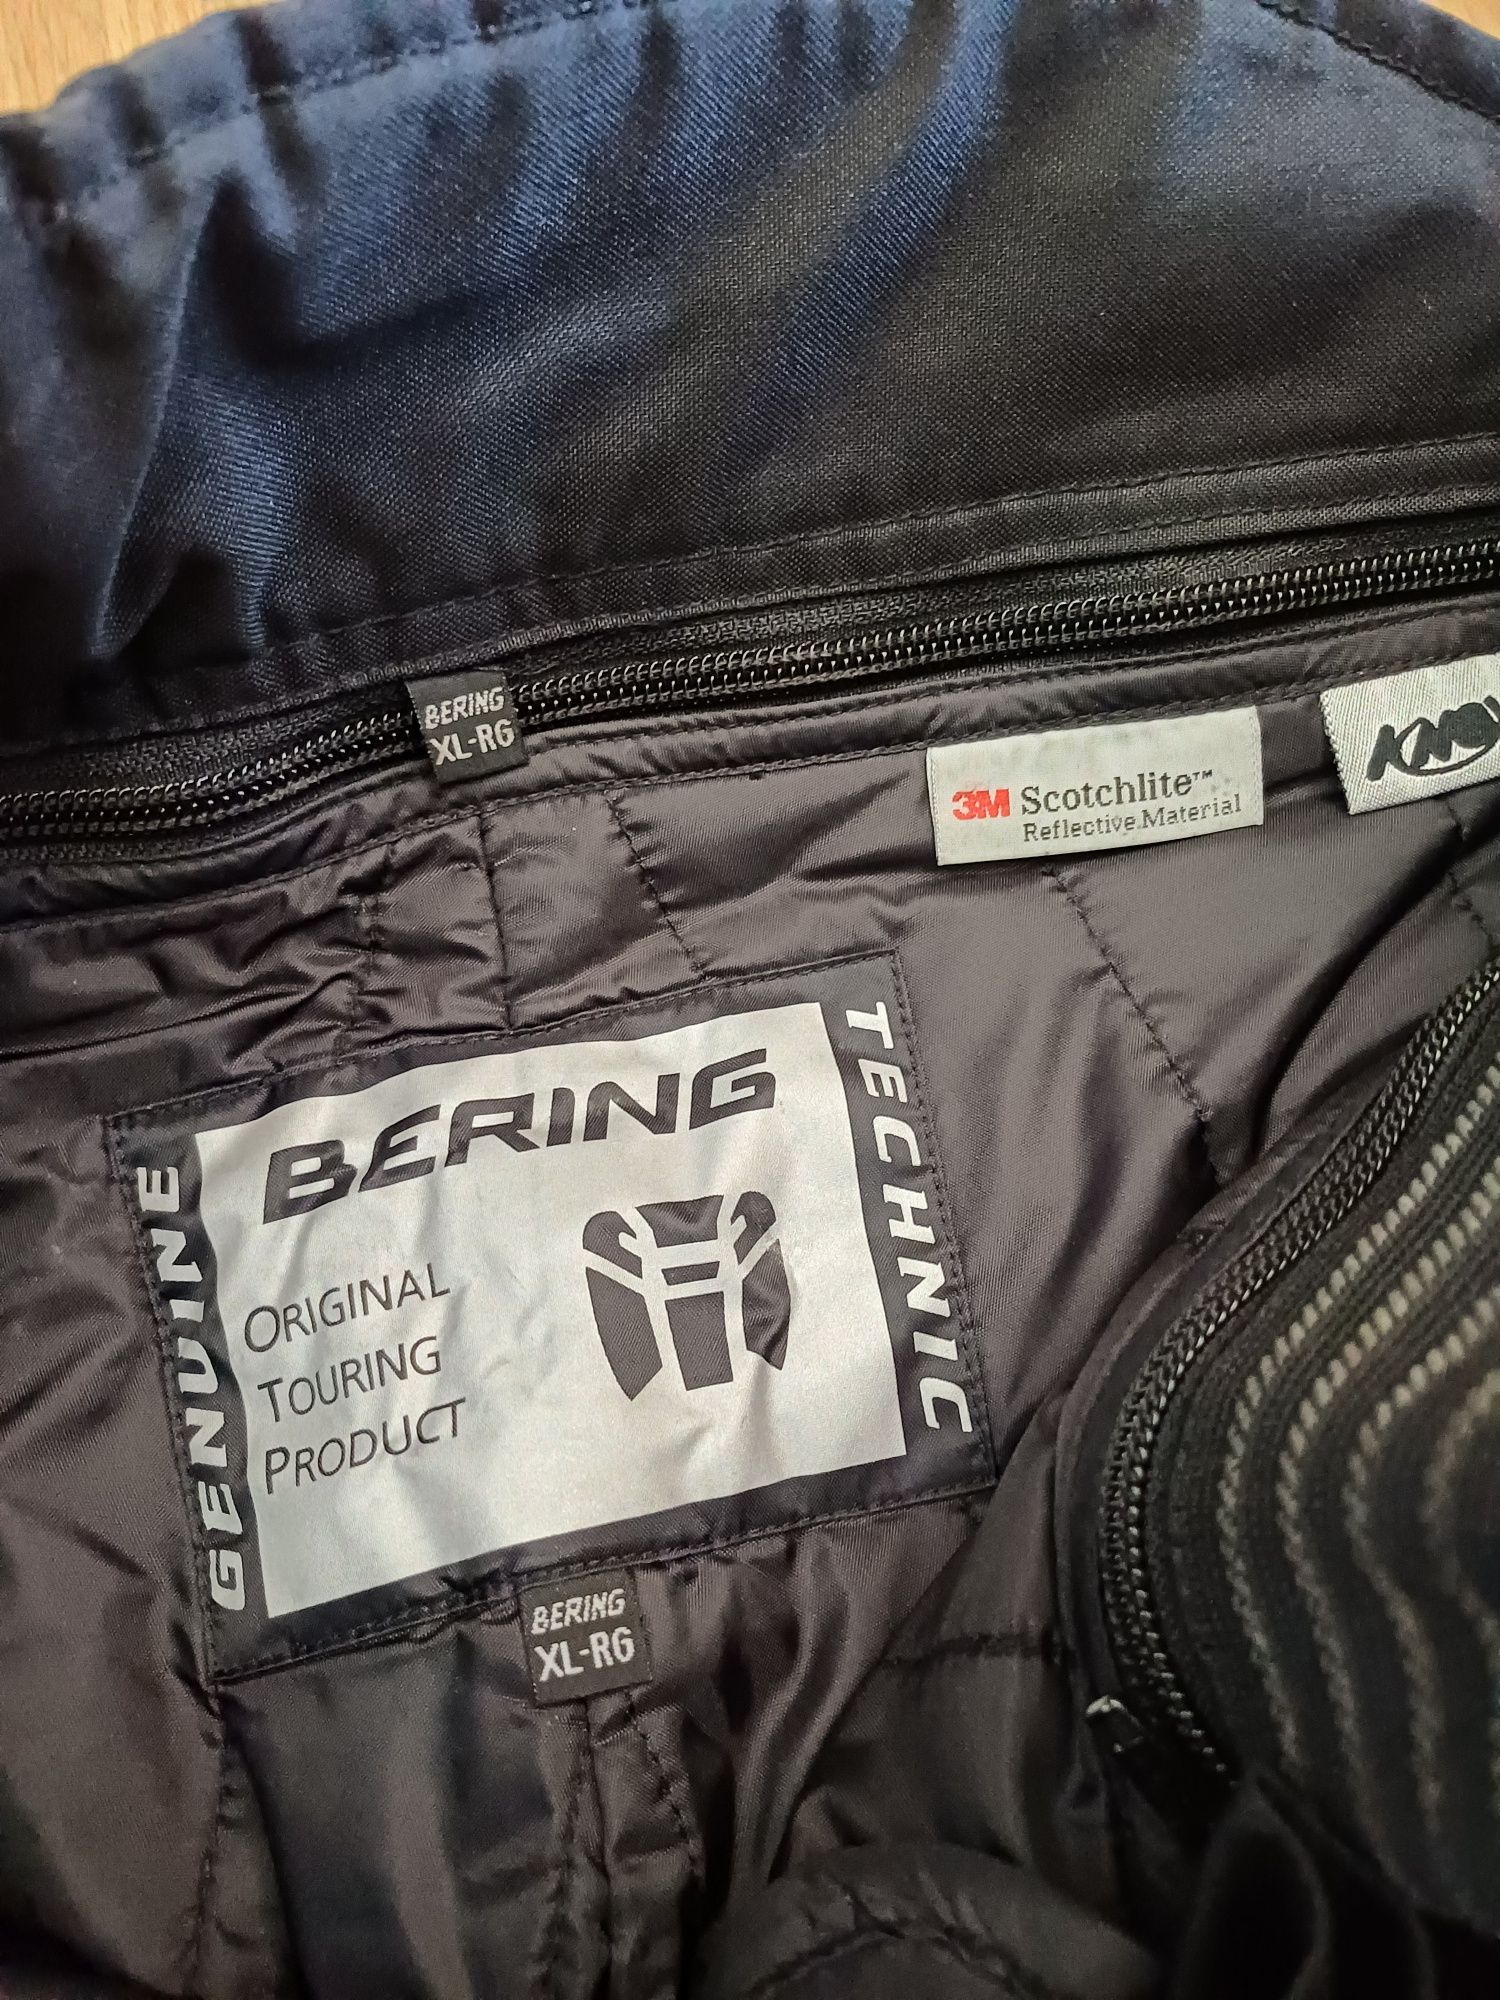 BERING
XL-RG
3M Scotchlite™
Reflective Material
BERING
GENUINE
TECHNIC
ORIGINAL
TOURING
PRODUCT
BERING
XL-RG